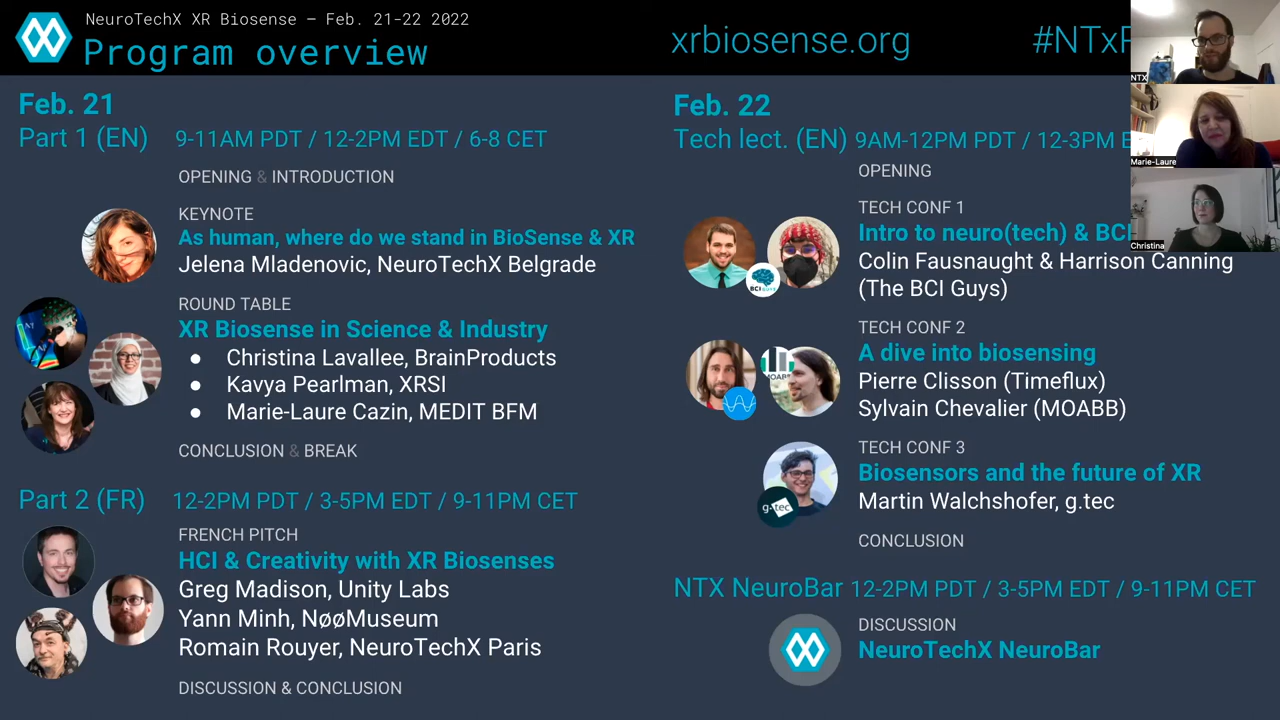 NeuroTechX XR Biosense — Feb. 21-22 2022
Program overview
xrbiosense.org
Feb. 21
Part 1 (EN) 9-11AM PDT / 12-2PM EDT / 6-8 CET
OPENING & INTRODUCTION
KEYNOTE
As human, where do we stand in BioSense & XR
Jelena Mladenovic, NeuroTechX Belgrade
ROUND TABLE
XR Biosense in Science & Industry
● Christina Lavallee, BrainProducts
● Kavya Pearlman, XRSI
● Marie-Laure Cazin, MEDIT BFM
CONCLUSION & BREAK
Part 2 (FR) 12-2PM PDT / 3-5PM EDT / 9-11PM CET
FRENCH PITCH
HCI & Creativity with XR Biosenses
Greg Madison, Unity Labs
Yann Minh, NøøMuseum
Romain Rouyer, NeuroTechX Paris
DISCUSSION & CONCLUSION
Feb. 22
Tech lect. (EN) 9AM-12PM PDT / 12-3PM
OPENING
TECH CONF 1
Intro to neuro(tech) & BCI
Colin Fausnaught & Harrison Canning
(The BCI Guys)
BCI
GUYS
TECH CONF 2
A dive into biosensing
Pierre Clisson (Timeflux)
Sylvain Chevalier (MOABB)
TECH CONF 3
Biosensors and the future of XR
Martin Walchshofer, g.tec
g.tec
CONCLUSION
NTX NeuroBar 12-2PM PDT / 3-5PM EDT / 9-11PM CET
DISCUSSION
NeuroTechX NeuroBar
NTX
Marie-Laure
Christina